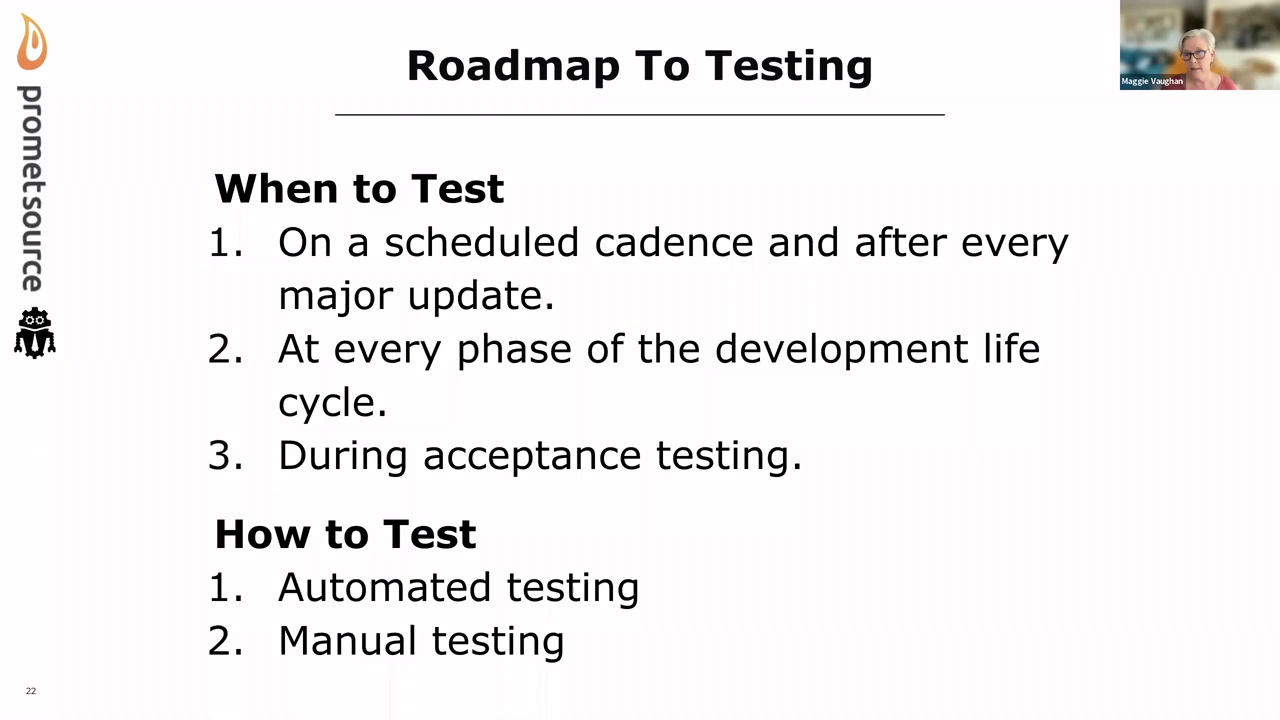 Roadmap To Testing
Maggie Vaughan
prometsource
When to Test
1. On a scheduled cadence and after every
major update.
2. At every phase of the development life
cycle.
3. During acceptance testing.
How to Test
1. Automated testing
2. Manual testing
22